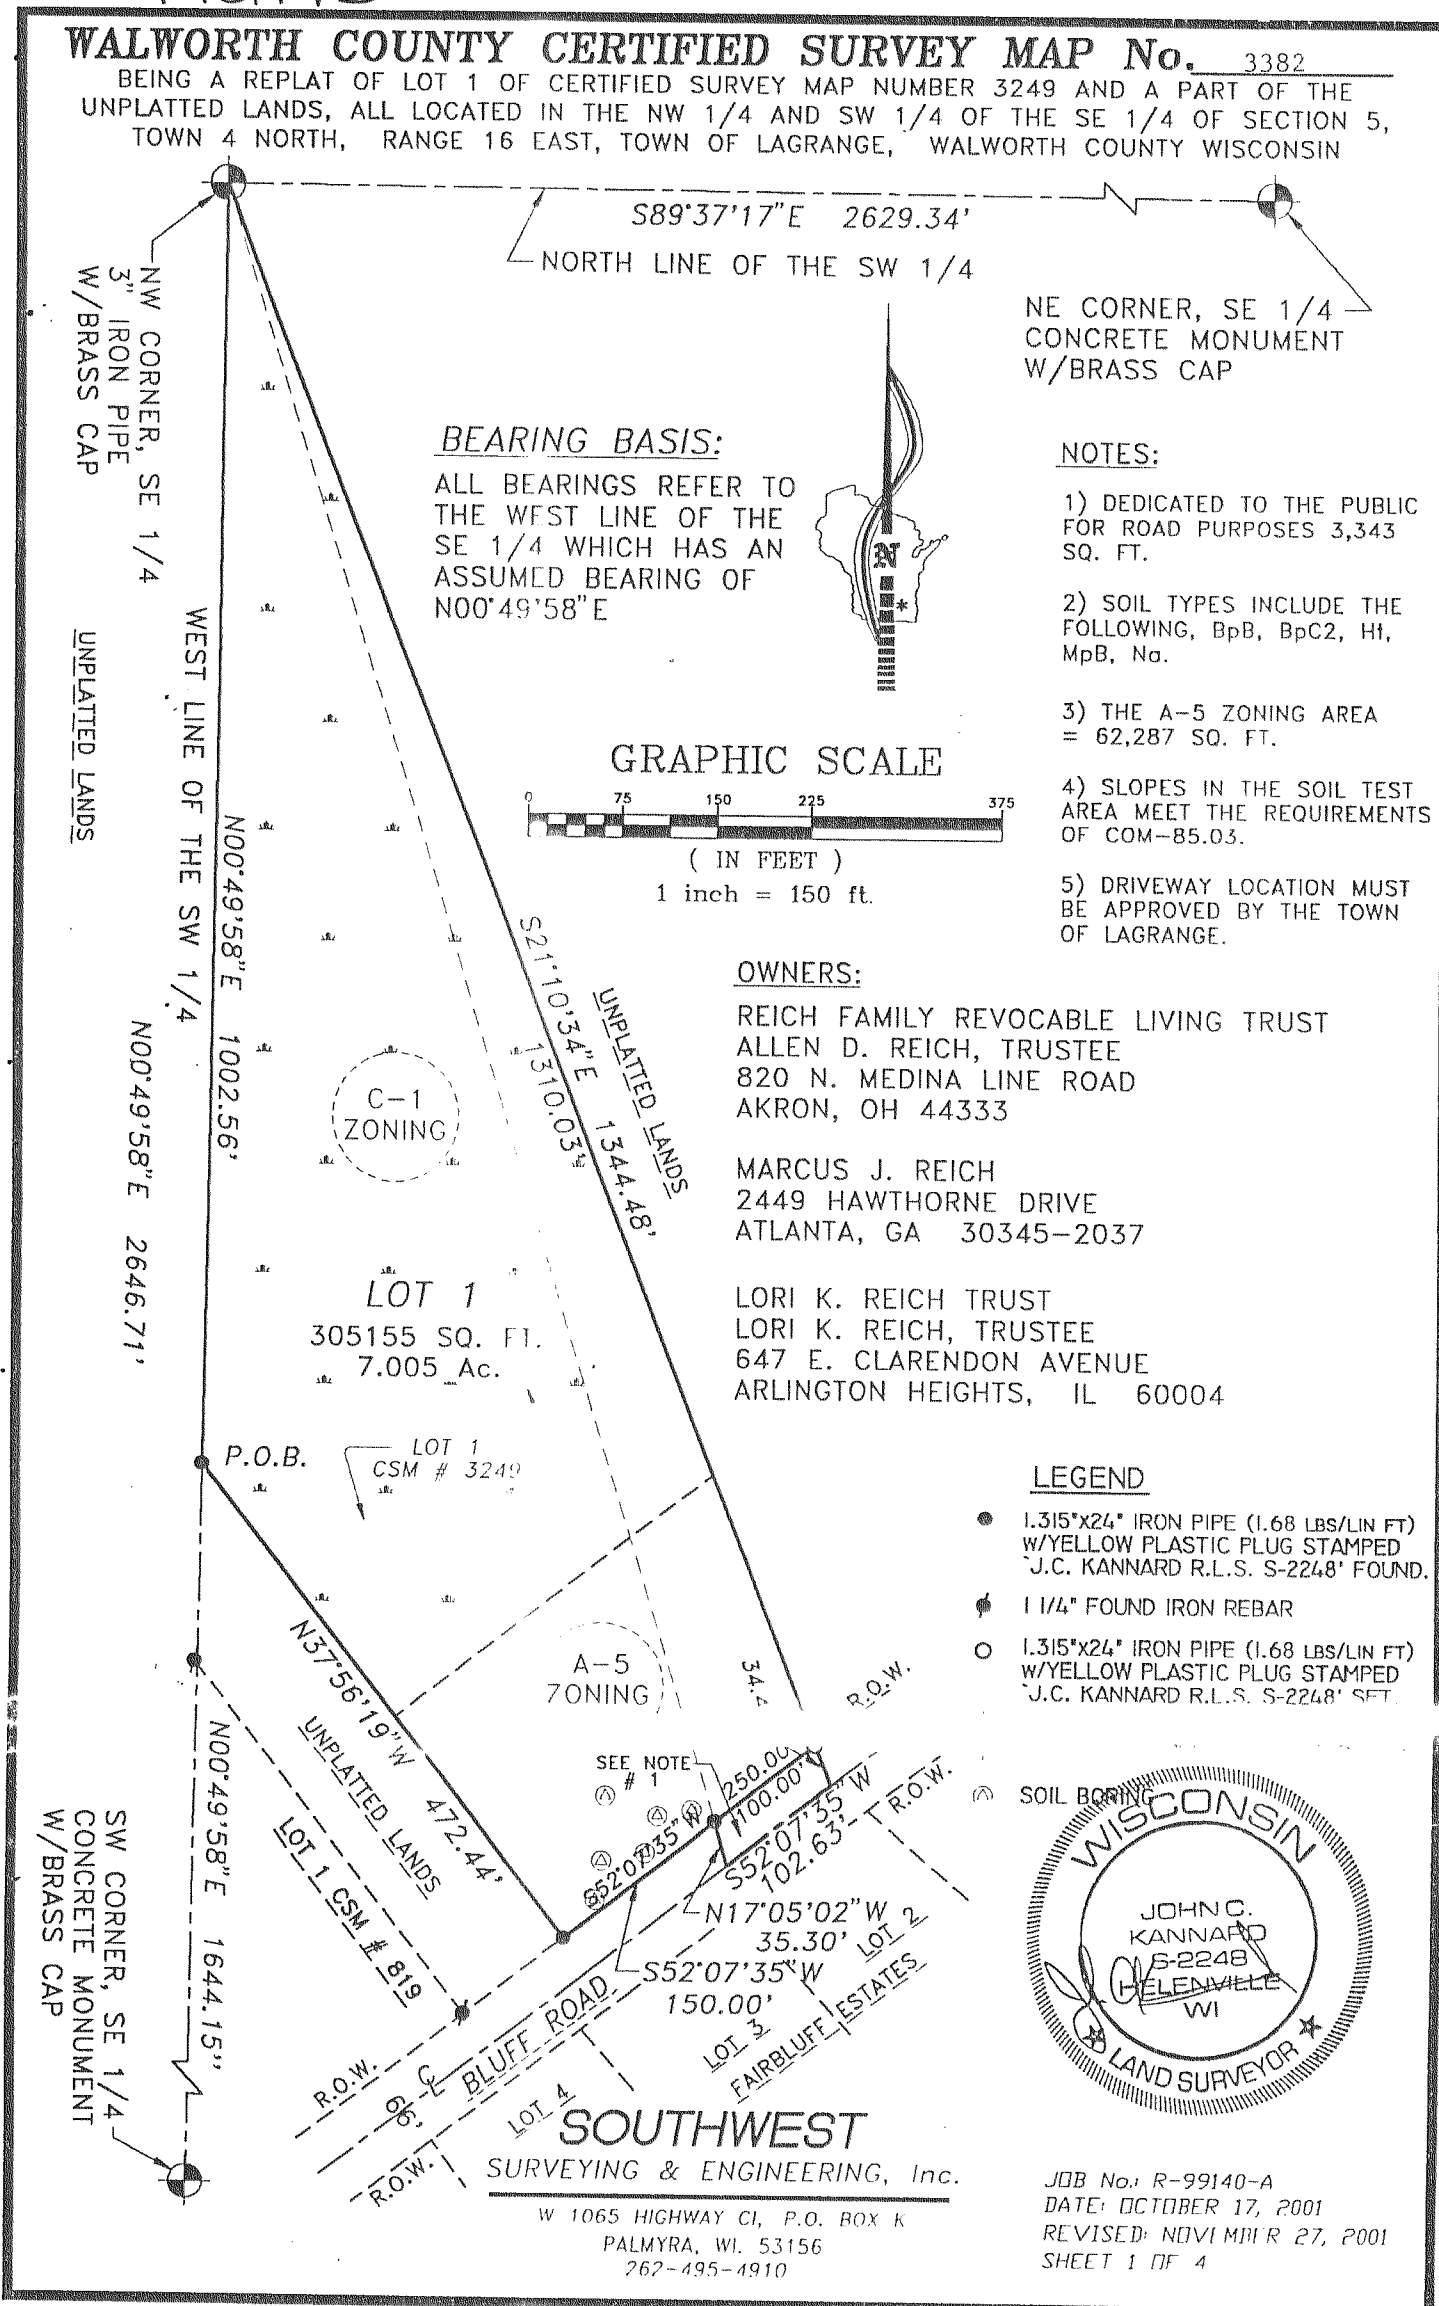 WALWORTH COUNTY CERTIFIED SURVEY MAP No. 3382
BEING A REPLAT OF LOT 1 OF CERTIFIED SURVEY MAP NUMBER 3249 AND A PART OF THE
UNPLATTED LANDS, ALL LOCATED IN THE NW 1/4 AND SW 1/4 OF THE SE 1/4 OF SECTION 5,
TOWN 4 NORTH, RANGE 16 EAST, TOWN OF LAGRANGE, WALWORTH COUNTY WISCONSIN
S89°37'17"E 2629.34'
NORTH LINE OF THE SW 1/4
NW CORNER, SE 1/4
3" IRON PIPE
W/BRASS CAP
NE CORNER, SE 1/4
CONCRETE MONUMENT
W/BRASS CAP
BEARING BASIS:
ALL BEARINGS REFER TO
THE WEST LINE OF THE
SE 1/4 WHICH HAS AN
ASSUMED BEARING OF
N00°49'58"E
N
*
NOTES:
1) DEDICATED TO THE PUBLIC
FOR ROAD PURPOSES 3,343
SQ. FT.
2) SOIL TYPES INCLUDE THE
FOLLOWING, BpB, BpC2, Ht,
MpB, Na.
3) THE A-5 ZONING AREA
= 62,287 SQ. FT.
4) SLOPES IN THE SOIL TEST
AREA MEET THE REQUIREMENTS
OF COM-85.03.
5) DRIVEWAY LOCATION MUST
BE APPROVED BY THE TOWN
OF LAGRANGE.
UNPLATTED LANDS
WEST LINE OF THE SW 1/4
N00°49'58"E 1002.56'
N00°49'58"E 2646.71'
GRAPHIC SCALE
0 75 150 225 375
( IN FEET )
1 inch = 150 ft.
S21°10'34"E 1344.48'
1310.03'
UNPLATTED LANDS
OWNERS:
REICH FAMILY REVOCABLE LIVING TRUST
ALLEN D. REICH, TRUSTEE
820 N. MEDINA LINE ROAD
AKRON, OH 44333
MARCUS J. REICH
2449 HAWTHORNE DRIVE
ATLANTA, GA 30345-2037
LORI K. REICH TRUST
LORI K. REICH, TRUSTEE
647 E. CLARENDON AVENUE
ARLINGTON HEIGHTS, IL 60004
C-1
ZONING
LOT 1
305155 SQ. FT.
7.005 Ac.
P.O.B.
LOT 1
CSM # 3249
LEGEND
1.315"X24" IRON PIPE (1.68 LBS/LIN FT)
W/YELLOW PLASTIC PLUG STAMPED
"J.C. KANNARD R.L.S. S-2248' FOUND.
1 1/4" FOUND IRON REBAR
1.315"X24" IRON PIPE (1.68 LBS/LIN FT)
W/YELLOW PLASTIC PLUG STAMPED
"J.C. KANNARD R.L.S. S-2248' SET.
SOIL BORING
A-5
ZONING
N37°56'19"W 472.44'
UNPLATTED LANDS
LOT 1 CSM # 819
N00°49'58"E 1644.15'
SW CORNER, SE 1/4
CONCRETE MONUMENT
W/BRASS CAP
34.4
R.O.W.
SEE NOTE
# 1
250.00'
100.00'
S52°07'35"W
S52°07'35"W
102.63'
R.O.W.
N17°05'02"W
35.30'
S52°07'35"W
150.00'
LOT 2
LOT 3
FAIRBLUFF ESTATES
LOT 4
R.O.W.
66'
CL BLUFF ROAD
R.O.W.
WISCONSIN
JOHN C.
KANNARD
S-2248
HELENVILLE
WI
LAND SURVEYOR
SOUTHWEST
SURVEYING & ENGINEERING, Inc.
W 1065 HIGHWAY CI, P.O. BOX K
PALMYRA, WI. 53156
262-495-4910
JOB No.: R-99140-A
DATE: OCTOBER 17, 2001
REVISED: NOVEMBER 27, 2001
SHEET 1 OF 4